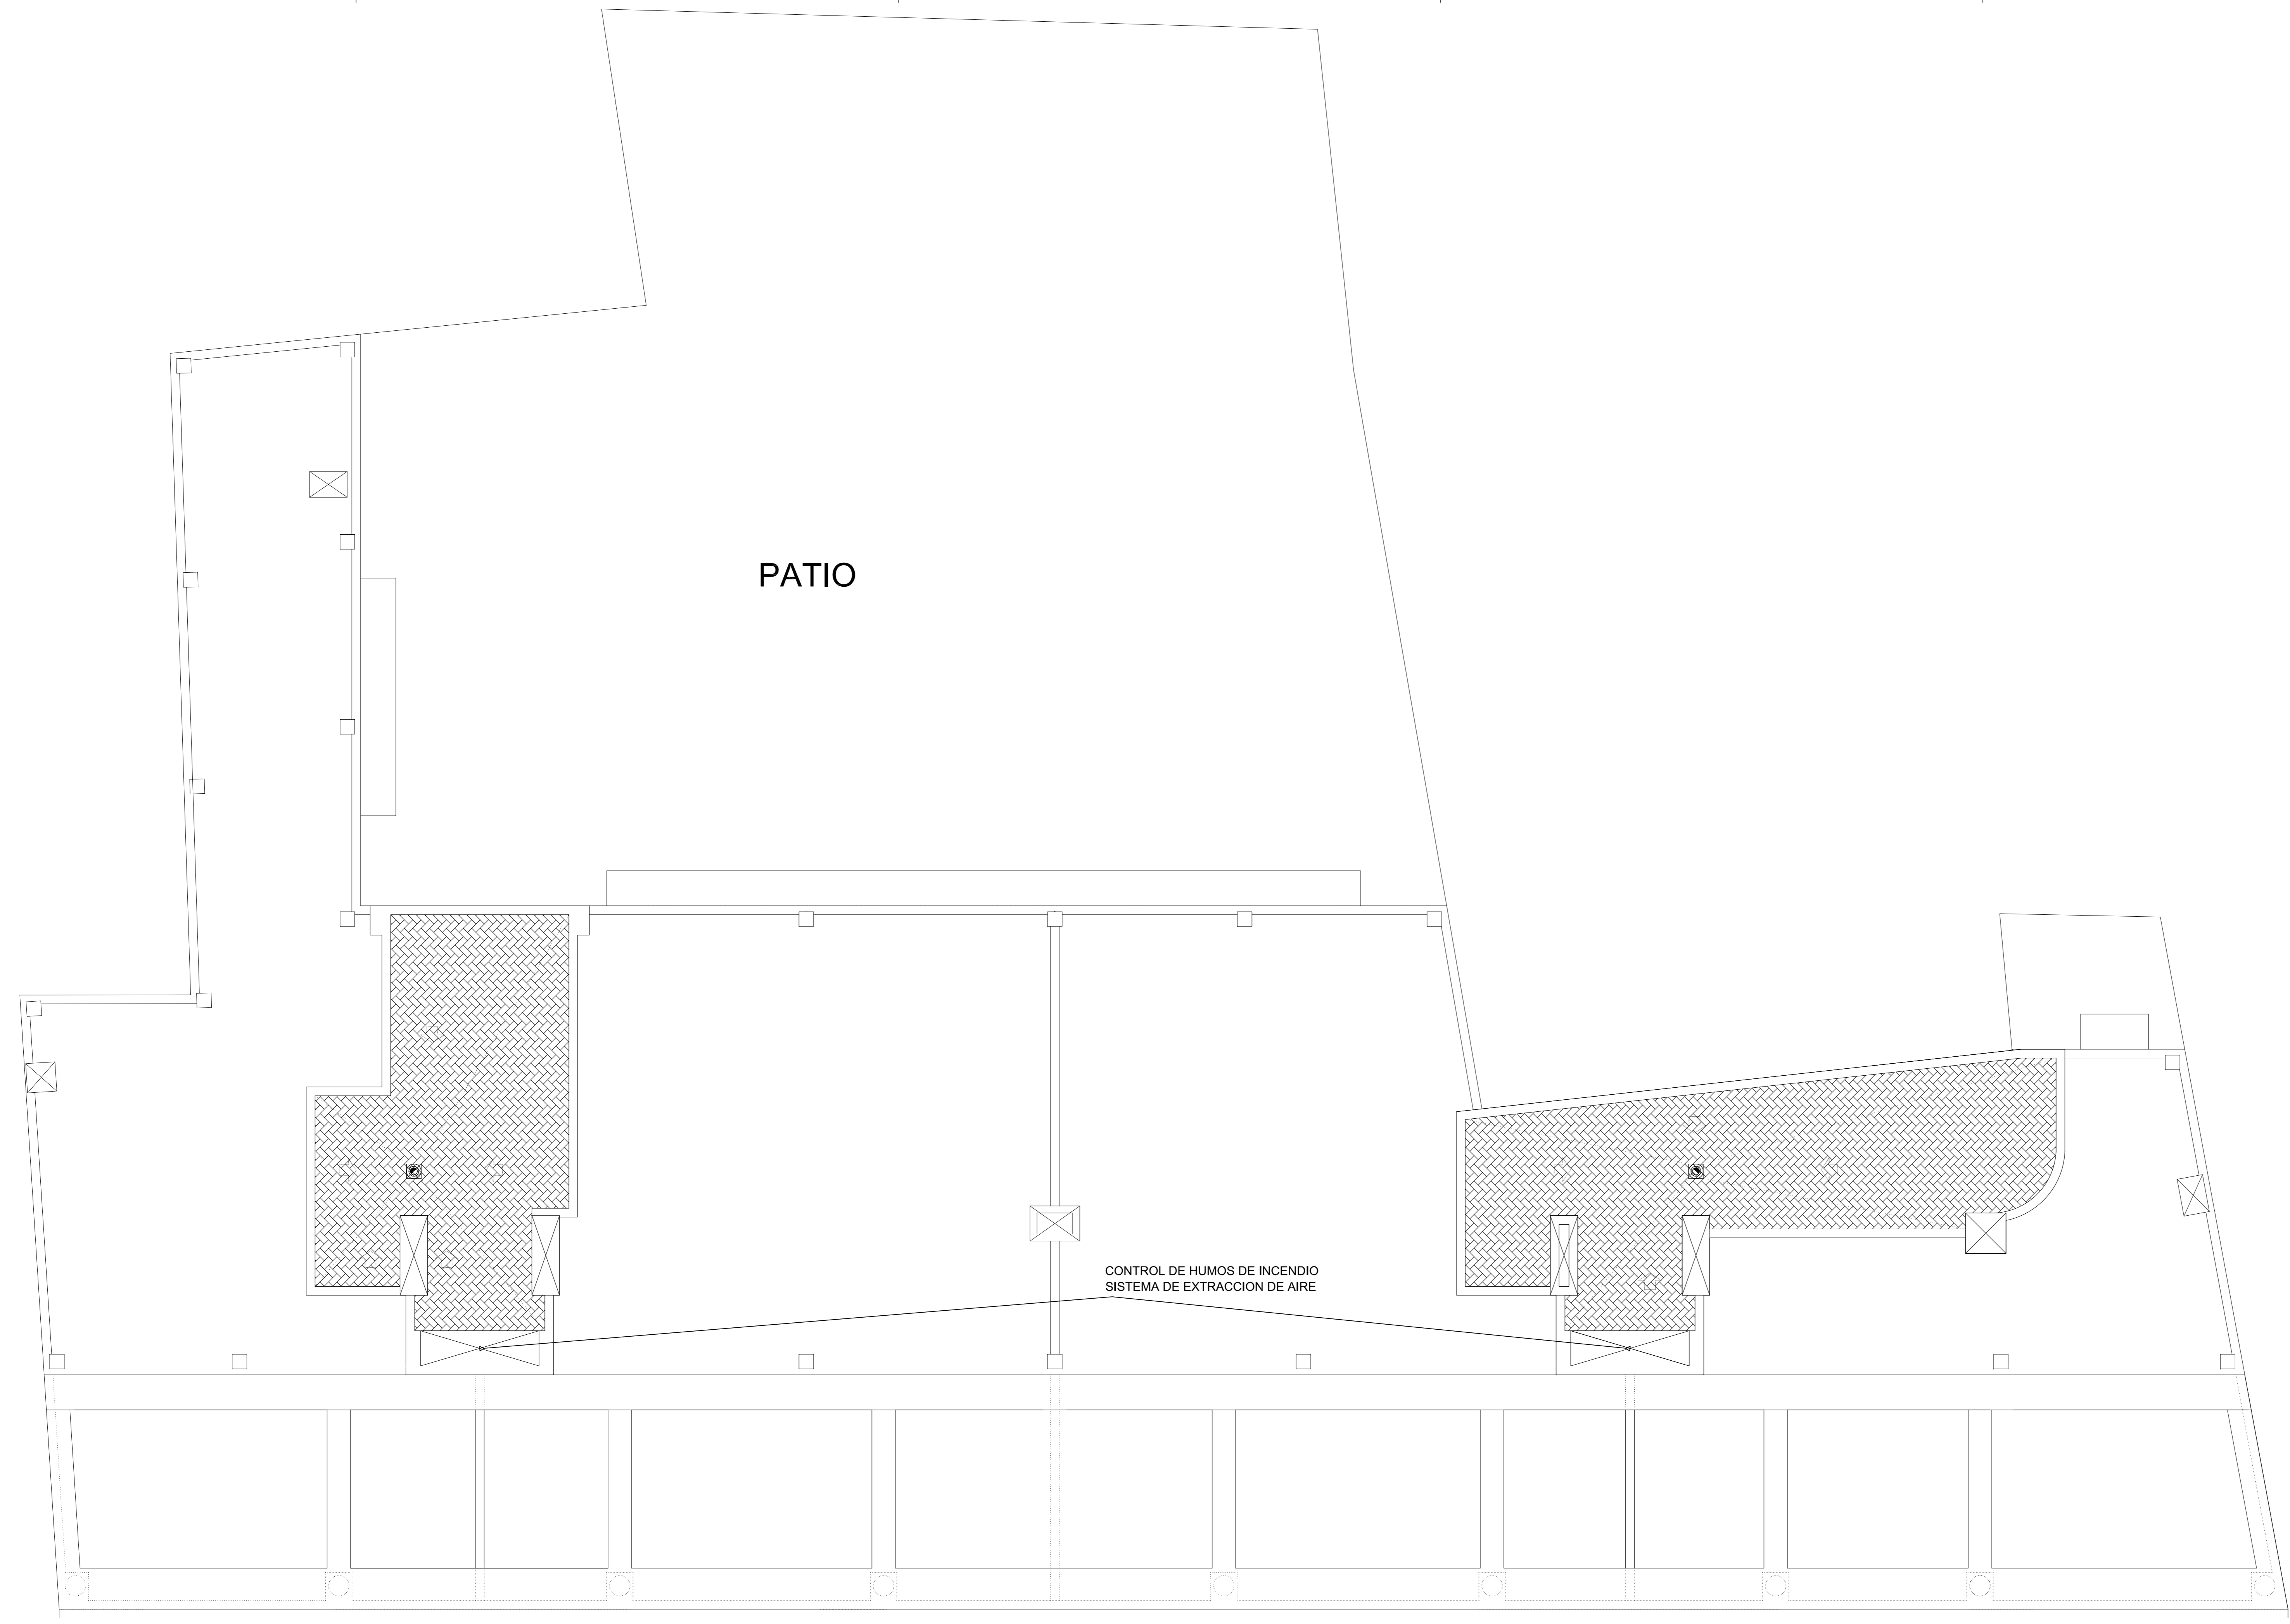 PATIO
CONTROL DE HUMOS DE INCENDIO
SISTEMA DE EXTRACCION DE AIRE